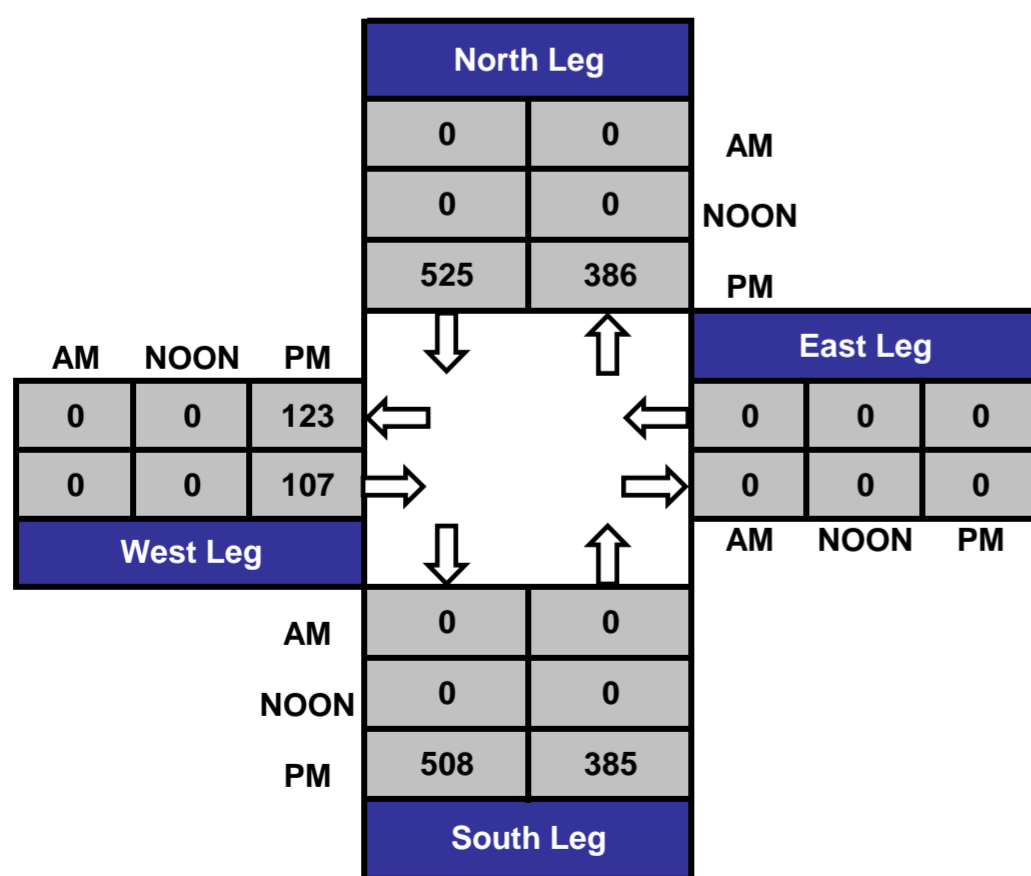 North Leg
0 0 AM
0 0 NOON
525 386 PM
AM NOON PM East Leg
0 0 123 0 0 0
0 0 107 0 0 0
West Leg AM NOON PM
AM 0 0
NOON 0 0
PM 508 385
South Leg